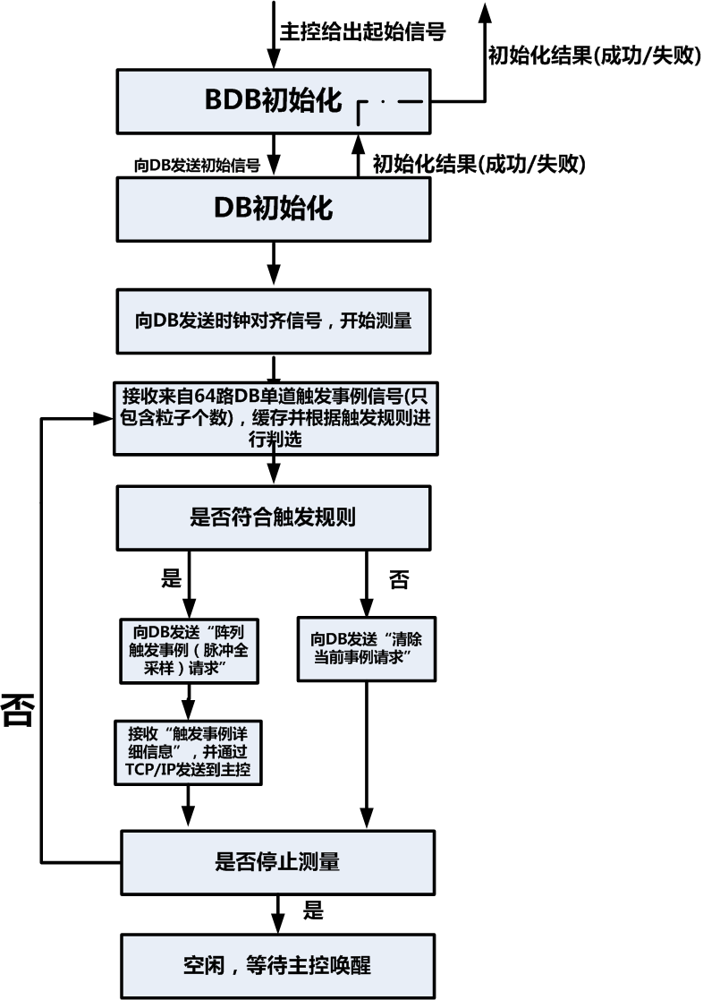 主控给出起始信号
初始化结果(成功/失败)
BDB初始化
向DB发送初始信号
初始化结果(成功/失败)
DB初始化
向DB发送时钟对齐信号，开始测量
接收来自64路DB单道触发事例信号(只
包含粒子个数)，缓存并根据触发规则进
行判选
是否符合触发规则
是
否
向DB发送“阵列
触发事例（脉冲全
采样）请求”
向DB发送“清除
当前事例请求”
否
接收“触发事例详
细信息”，并通过
TCP/IP发送到主控
是否停止测量
是
空闲，等待主控唤醒